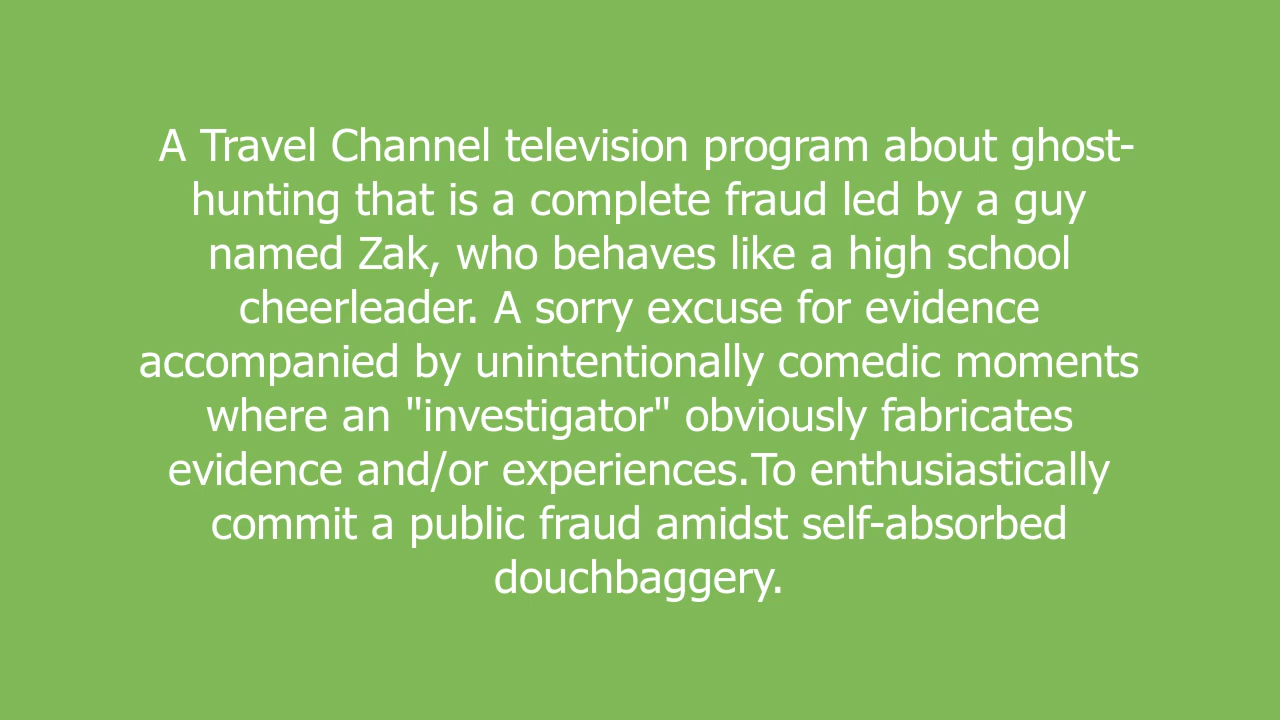 A Travel Channel television program about ghost-
hunting that is a complete fraud led by a guy
named Zak, who behaves like a high school
cheerleader. A sorry excuse for evidence
accompanied by unintentionally comedic moments
where an "investigator" obviously fabricates
evidence and/or experiences.To enthusiastically
commit a public fraud amidst self-absorbed
douchbaggery.